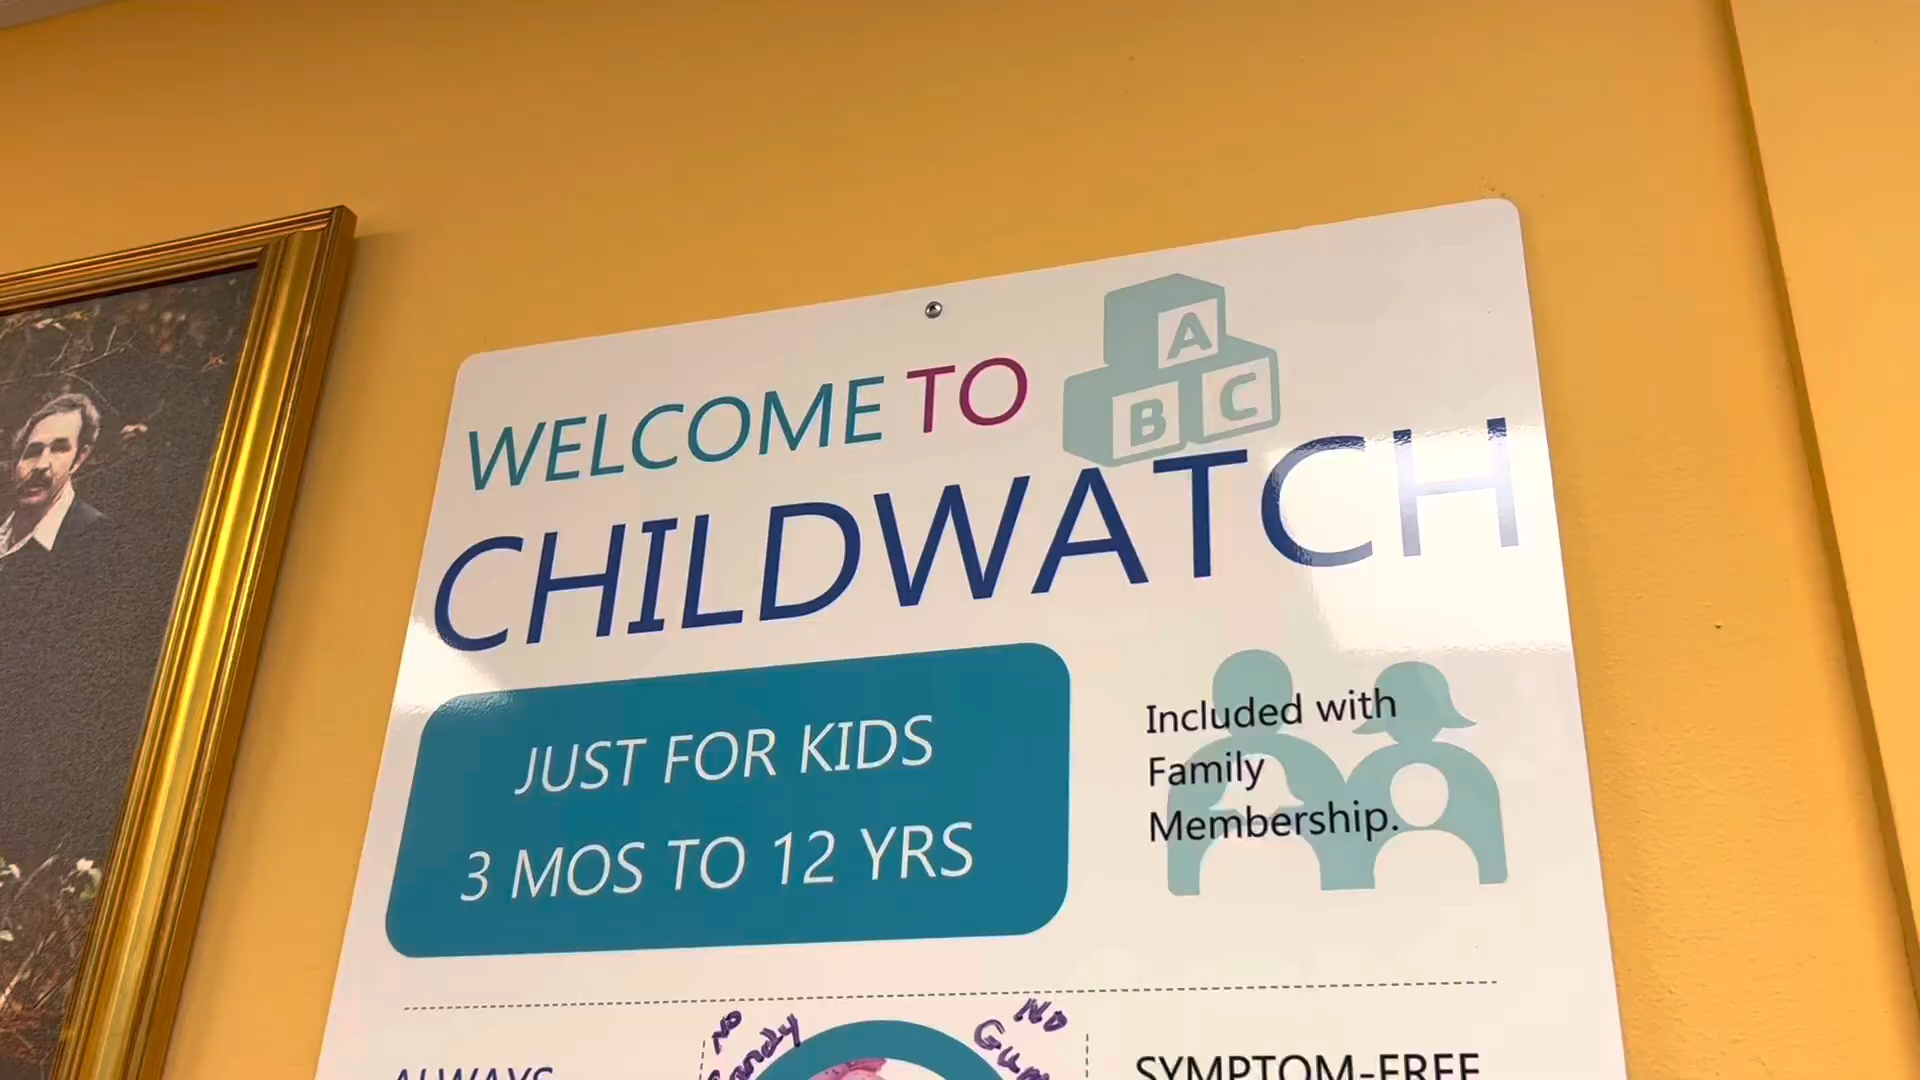 WELCOME TO
A
B C
CHILDWATCH
JUST FOR KIDS
3 MOS TO 12 YRS
Included with
Family
Membership.
NO
NO
Gum
ALWAYS
SYMPTOM-FREE